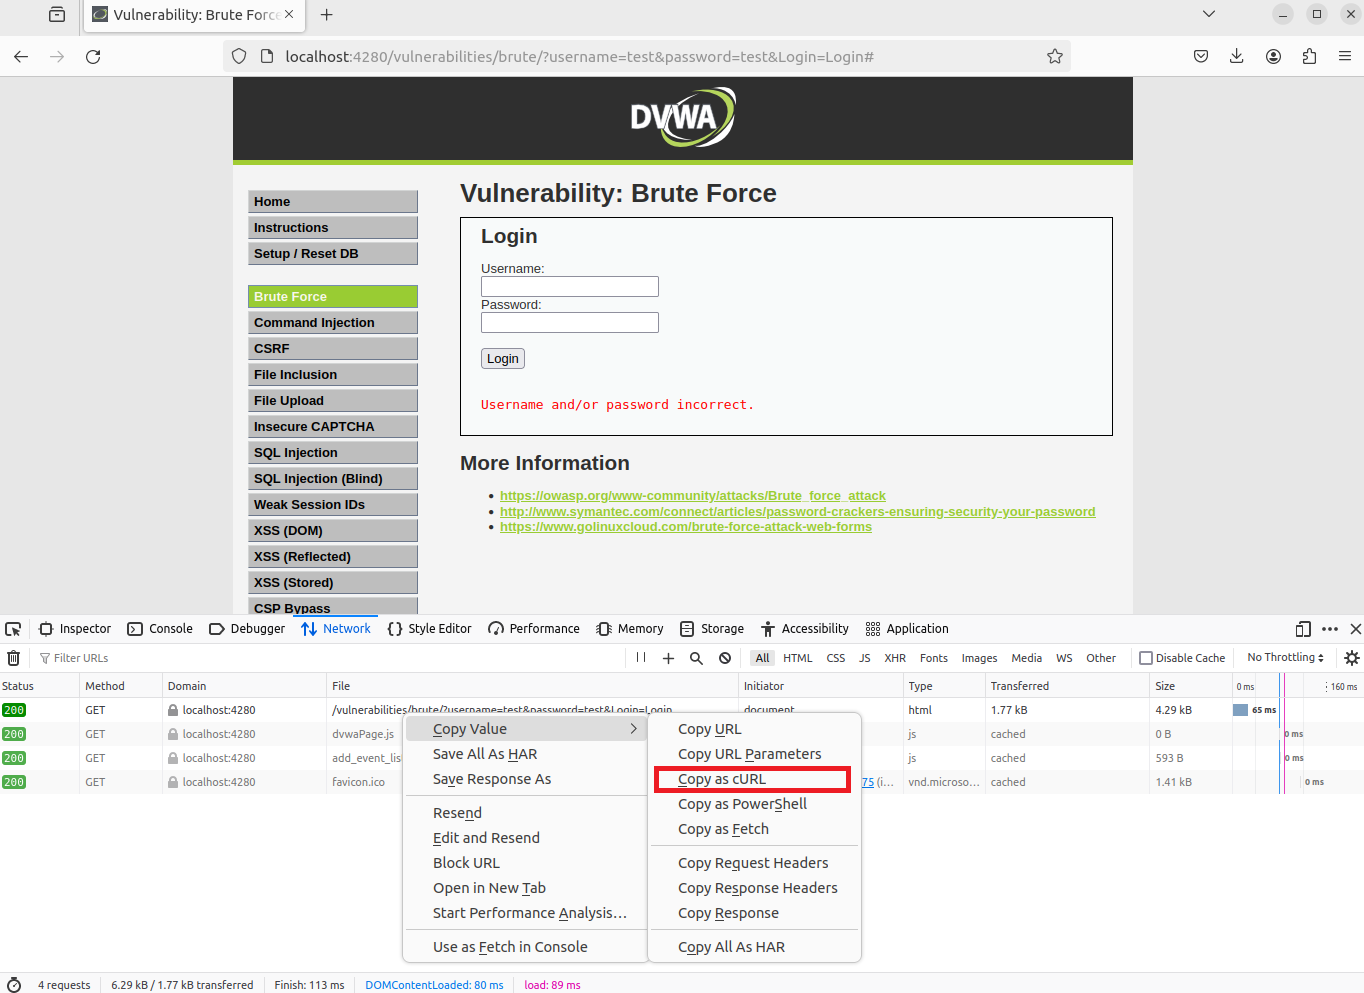 Vulnerability: Brute Forc
localhost:4280/vulnerabilities/brute/?username=test&password=test&Login=Login#
DVWA
Home
Instructions
Setup / Reset DB
Brute Force
Command Injection
CSRF
File Inclusion
File Upload
Insecure CAPTCHA
SQL Injection
SQL Injection (Blind)
Weak Session IDs
XSS (DOM)
XSS (Reflected)
XSS (Stored)
CSP Bypass
Vulnerability: Brute Force
Login
Username:
Password:
Login
Username and/or password incorrect.
More Information
• https://owasp.org/www-community/attacks/Brute_force_attack
• http://www.symantec.com/connect/articles/password-crackers-ensuring-security-your-password
• https://www.golinuxcloud.com/brute-force-attack-web-forms
Inspector Console Debugger Network Style Editor Performance Memory Storage Accessibility Application
Filter URLs All HTML CSS JS XHR Fonts Images Media WS Other Disable Cache No Throttling
Status Method Domain File Initiator Type Transferred Size 0 ms 160 ms
200 GET localhost:4280 /vulnerabilities/brute/?username=test&password=test&Login=Login document html 1.77 kB 4.29 kB 65 ms
200 GET localhost:4280 dvwaPage.js js cached 0 B 0 ms
200 GET localhost:4280 add_event_lis js cached 593 B 0 ms
200 GET localhost:4280 favicon.ico 75 (i… vnd.microso… cached 1.41 kB 0 ms
Copy Value
Save All As HAR
Save Response As
Resend
Edit and Resend
Block URL
Open in New Tab
Start Performance Analysis…
Use as Fetch in Console
Copy URL
Copy URL Parameters
Copy as cURL
Copy as PowerShell
Copy as Fetch
Copy Request Headers
Copy Response Headers
Copy Response
Copy All As HAR
4 requests 6.29 kB / 1.77 kB transferred Finish: 113 ms DOMContentLoaded: 80 ms load: 89 ms